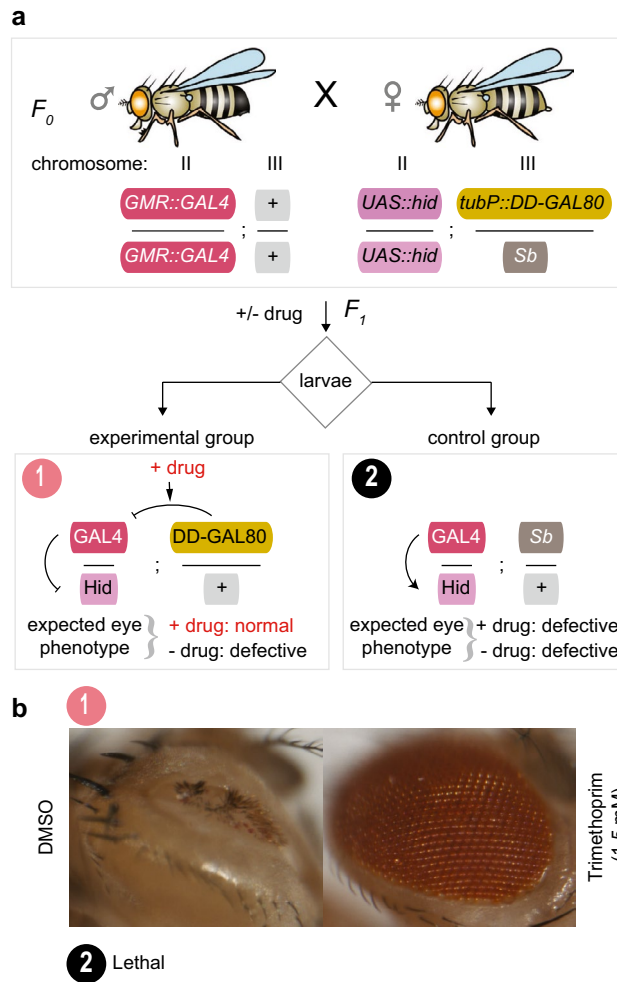 a
F0
♂
X
♀
chromosome: II III II III
GMR::GAL4 + UAS::hid tubP::DD-GAL80
; ;
GMR::GAL4 + UAS::hid Sb
+/- drug F1
larvae
experimental group
control group
1
+ drug
GAL4 DD-GAL80
;
Hid +
expected eye
phenotype
+ drug: normal
- drug: defective
2
GAL4 Sb
;
Hid +
expected eye
phenotype
+ drug: defective
- drug: defective
b
1
DMSO
Trimethoprim
2 Lethal